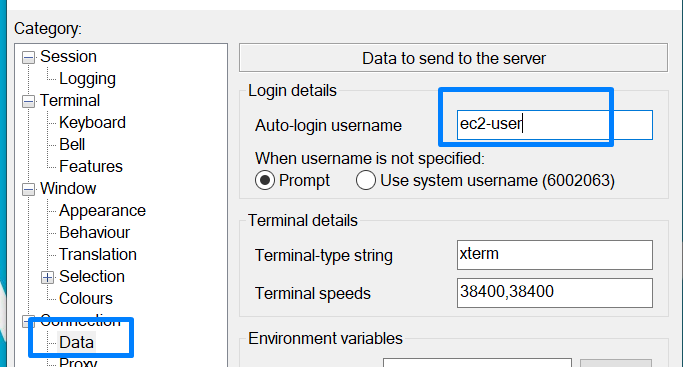 Category:
Session
Logging
Terminal
Keyboard
Bell
Features
Window
Appearance
Behaviour
Translation
Selection
Colours
Connection
Data
Proxy
Data to send to the server
Login details
Auto-login username
ec2-user
When username is not specified:
Prompt
Use system username (6002063)
Terminal details
Terminal-type string
xterm
Terminal speeds
38400,38400
Environment variables